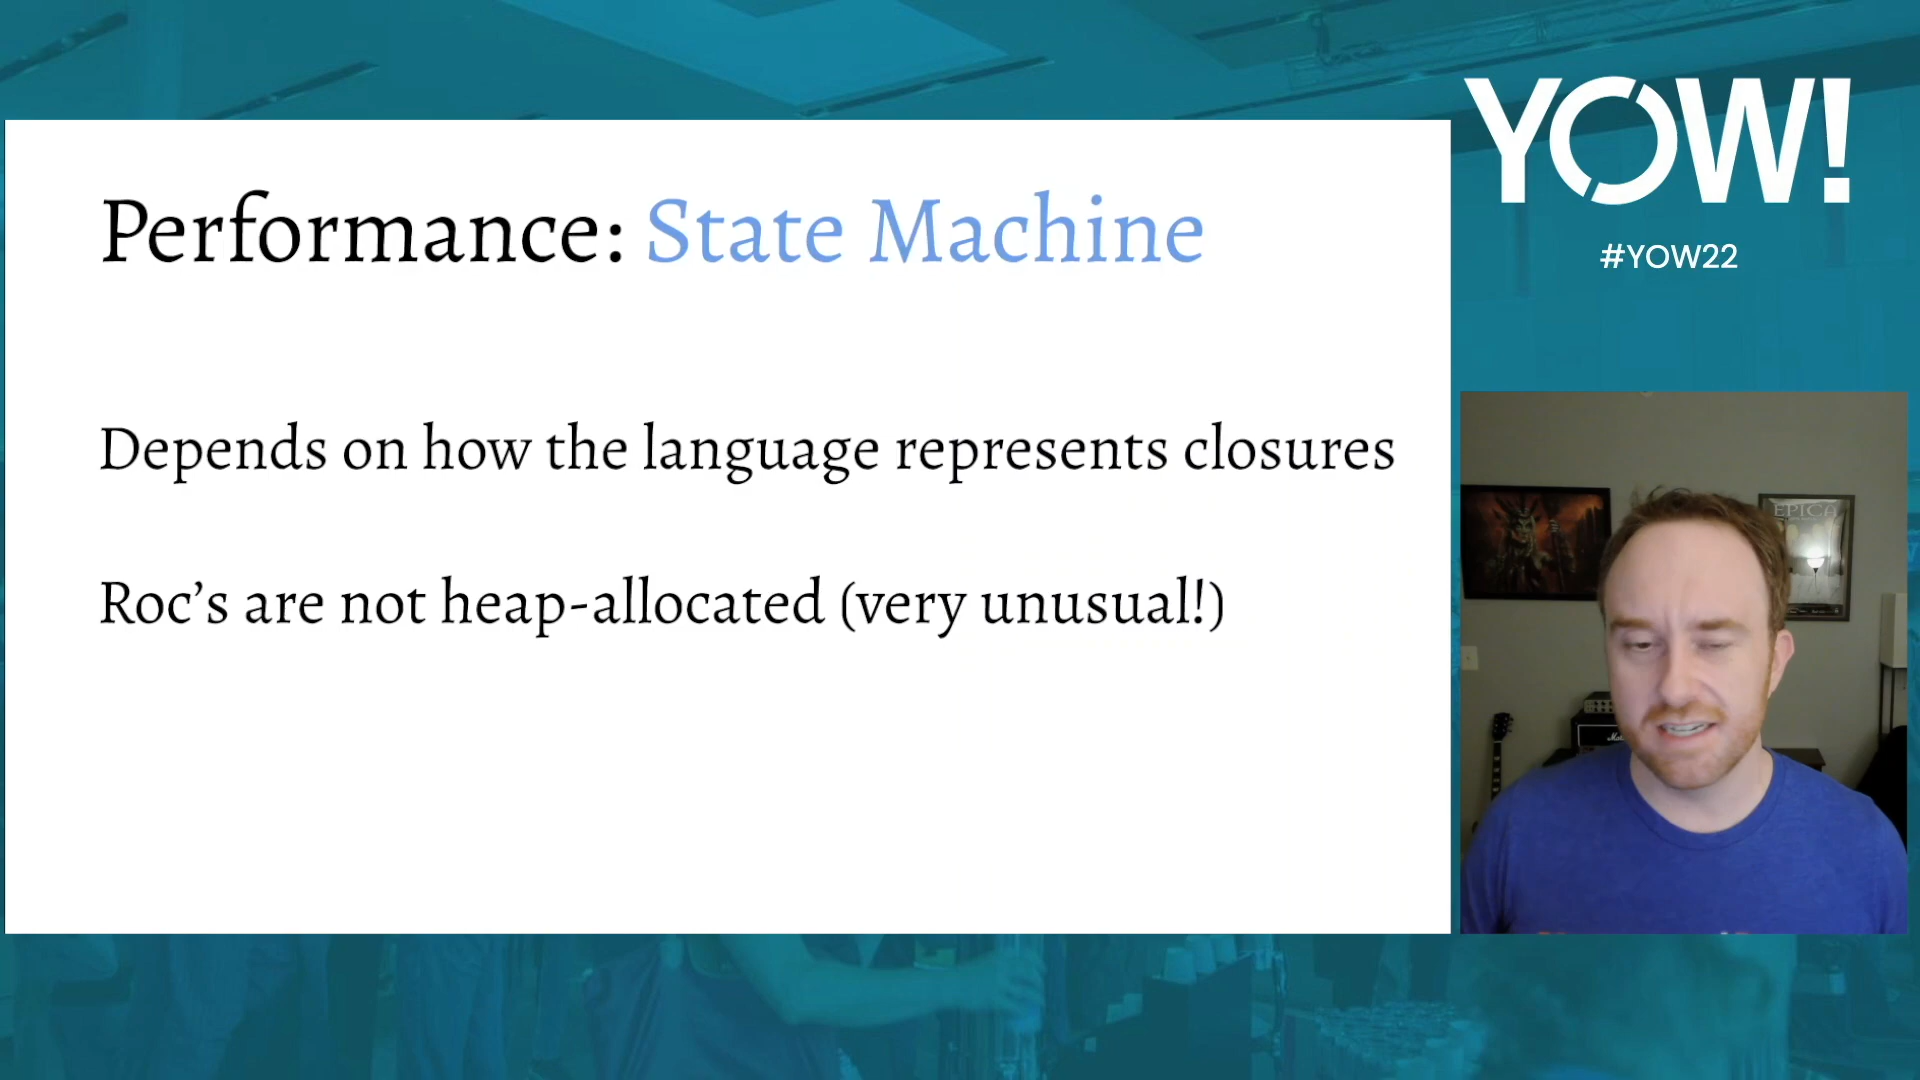 YOW!
#YOW22
Performance: State Machine
Depends on how the language represents closures
Roc’s are not heap-allocated (very unusual!)
EPICA